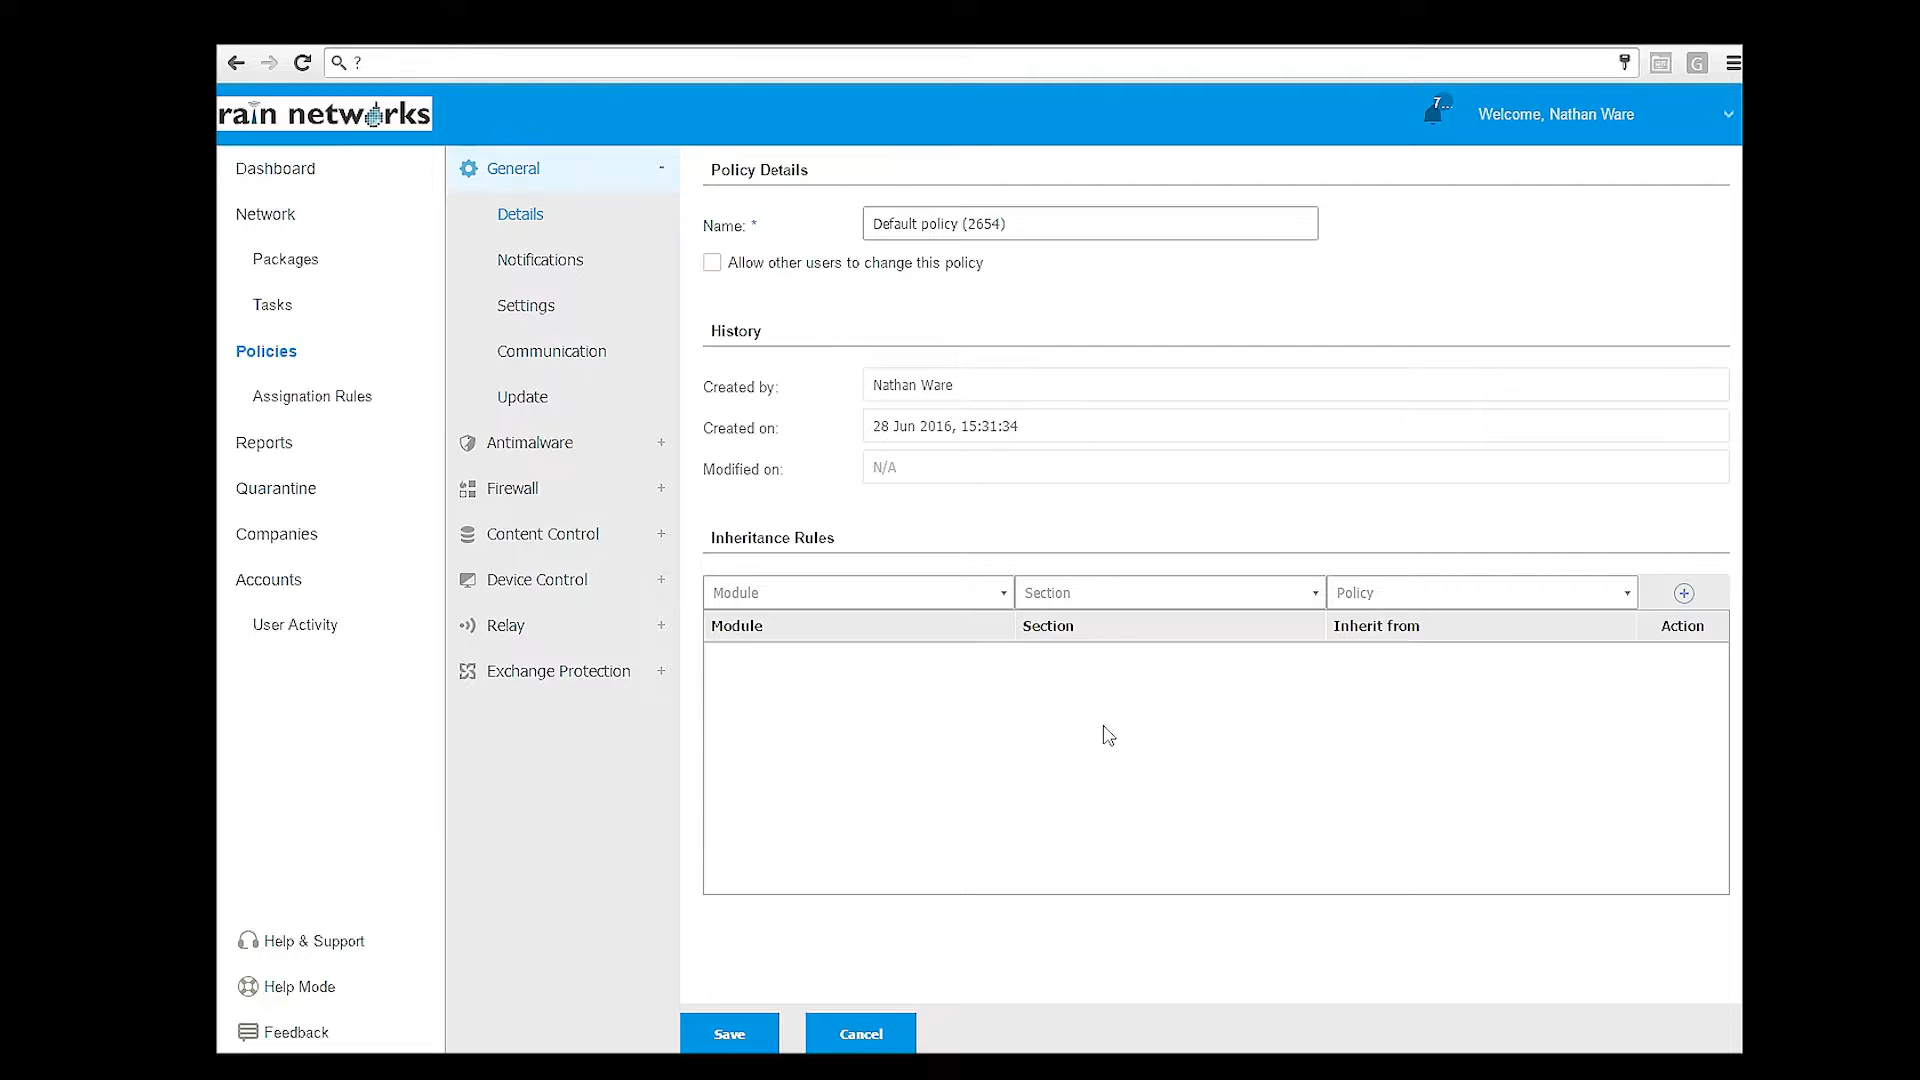 ?
rain networks
7...
Welcome, Nathan Ware
Dashboard
Network
Packages
Tasks
Policies
Assignation Rules
Reports
Quarantine
Companies
Accounts
User Activity
Help & Support
Help Mode
Feedback
General -
Details
Notifications
Settings
Communication
Update
Antimalware +
Firewall +
Content Control +
Device Control +
Relay +
Exchange Protection +
Policy Details
Name: * Default policy (2654)
Allow other users to change this policy
History
Created by: Nathan Ware
Created on: 28 Jun 2016, 15:31:34
Modified on: N/A
Inheritance Rules
Module Section Policy
Module Section Inherit from Action
Save Cancel